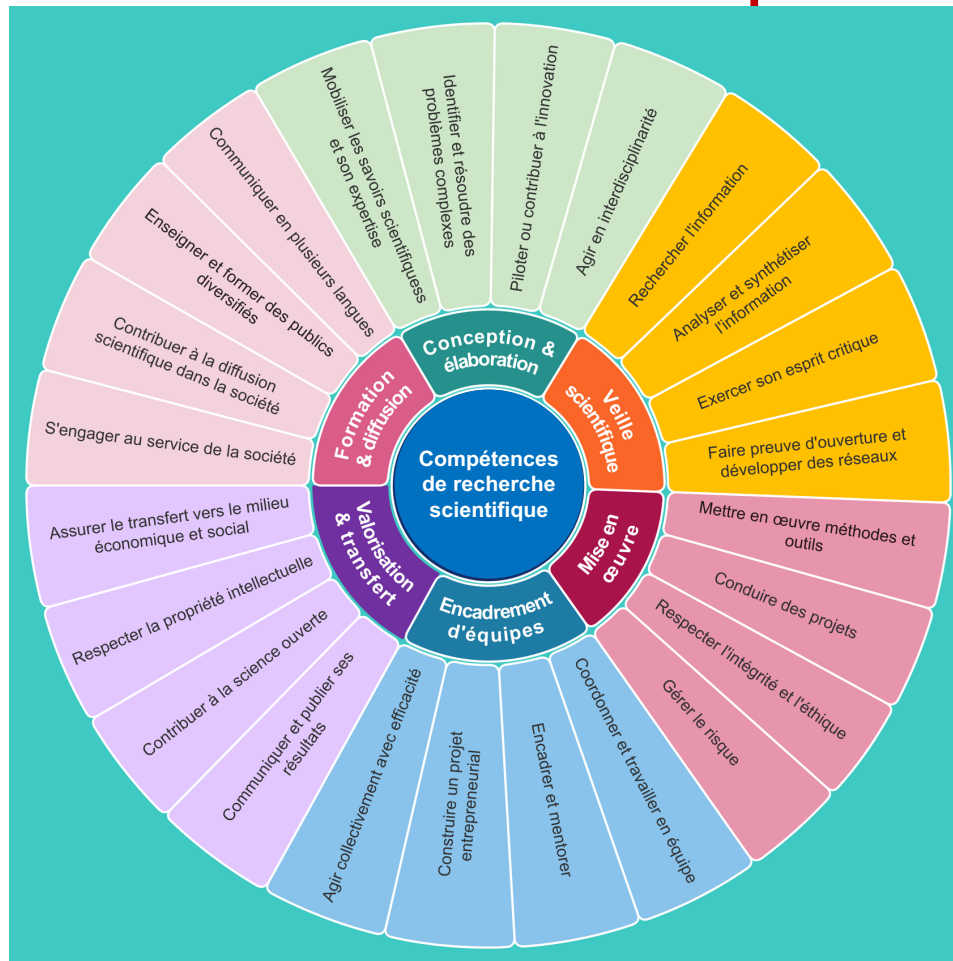 Compétences
de recherche
scientifique
Conception &
élaboration
Mobiliser les savoirs scientifiquess
et son expertise
Identifier et résoudre des
problèmes complexes
Piloter ou contribuer à l'innovation
Agir en interdisciplinarité
Veille
scientifique
Rechercher l'information
Analyser et synthétiser
l'information
Exercer son esprit critique
Faire preuve d'ouverture et
développer des réseaux
Mise en
œuvre
Mettre en œuvre méthodes et
outils
Conduire des projets
Respecter l'intégrité et l'éthique
Gérer le risque
Encadrement
d'équipes
Coordonner et travailler en équipe
Encadrer et mentorer
Construire un projet
entrepreneurial
Agir collectivement avec efficacité
Valorisation
& transfert
Communiquer et publier ses
résultats
Contribuer à la science ouverte
Respecter la propriété intellectuelle
Assurer le transfert vers le milieu
économique et social
Formation
& diffusion
S'engager au service de la société
Contribuer à la diffusion
scientifique dans la société
Enseigner et former des publics
diversifiés
Communiquer en plusieurs langues